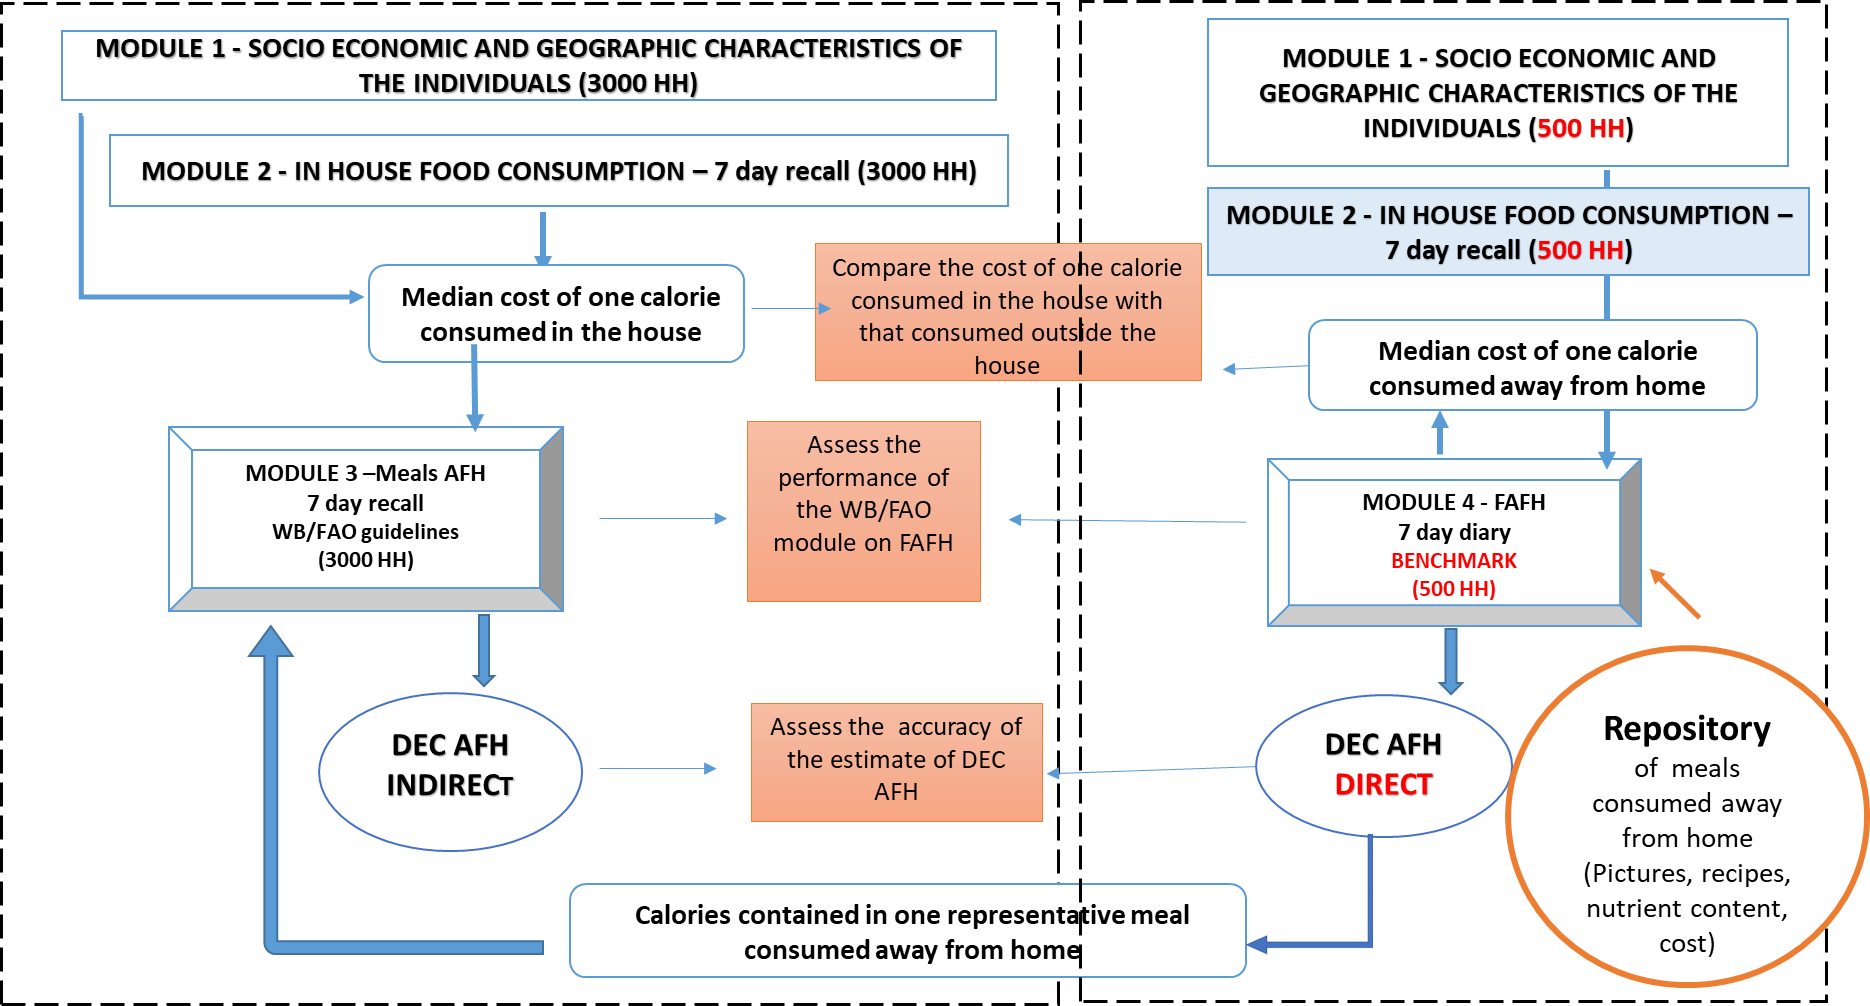 MODULE 1 - SOCIO ECONOMIC AND GEOGRAPHIC CHARACTERISTICS OF
THE INDIVIDUALS (3000 HH)
MODULE 2 - IN HOUSE FOOD CONSUMPTION – 7 day recall (3000 HH)
Median cost of one calorie
consumed in the house
Compare the cost of one calorie
consumed in the house with
that consumed outside the
house
MODULE 3 –Meals AFH
7 day recall
WB/FAO guidelines
(3000 HH)
Assess the
performance of
the WB/FAO
module on FAFH
DEC AFH
INDIRECT
Assess the accuracy of
the estimate of DEC
AFH
Calories contained in one representative meal
consumed away from home
MODULE 1 - SOCIO ECONOMIC AND
GEOGRAPHIC CHARACTERISTICS OF THE
INDIVIDUALS (500 HH)
MODULE 2 - IN HOUSE FOOD CONSUMPTION –
7 day recall (500 HH)
Median cost of one calorie
consumed away from home
MODULE 4 - FAFH
7 day diary
BENCHMARK
(500 HH)
DEC AFH
DIRECT
Repository
of meals
consumed away
from home
(Pictures, recipes,
nutrient content,
cost)